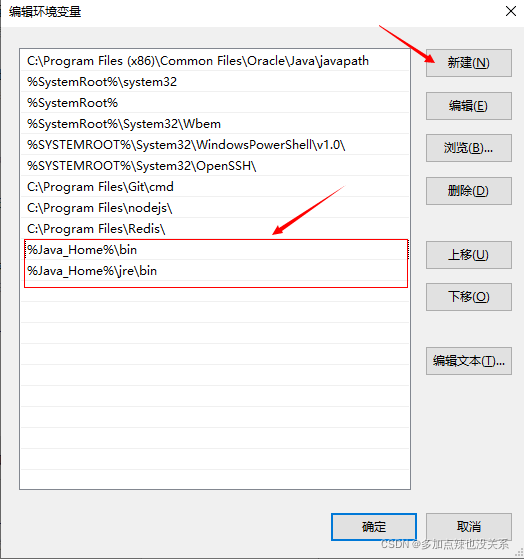 编辑环境变量
C:\Program Files (x86)\Common Files\Oracle\Java\javapath
%SystemRoot%\system32
%SystemRoot%
%SystemRoot%\System32\Wbem
%SYSTEMROOT%\System32\WindowsPowerShell\v1.0\
%SYSTEMROOT%\System32\OpenSSH\
C:\Program Files\Git\cmd
C:\Program Files\nodejs\
C:\Program Files\Redis\
%Java_Home%\bin
%Java_Home%\jre\bin
新建(N)
编辑(E)
浏览(B)...
删除(D)
上移(U)
下移(O)
编辑文本(T)...
确定
取消
CSDN @多加点辣也没关系